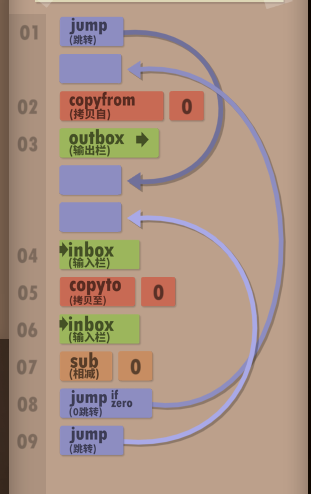 01 jump
(跳转)
02 copyfrom 0
(拷贝自)
03 outbox
(输出栏)
04 inbox
(输入栏)
05 copyto 0
(拷贝至)
06 inbox
(输入栏)
07 sub 0
(相减)
08 jump if zero
(0跳转)
09 jump
(跳转)